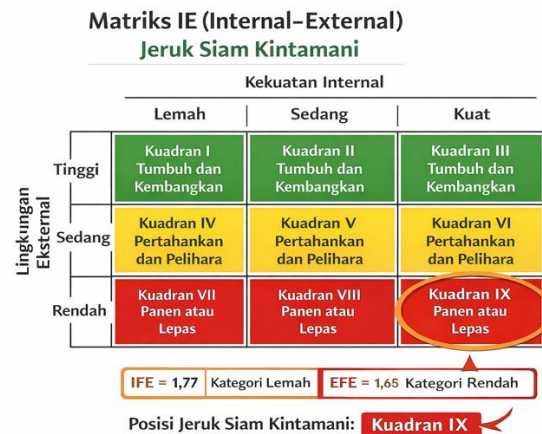 Matriks IE (Internal–External)
Jeruk Siam Kintamani
Kekuatan Internal
Lemah Sedang Kuat
Lingkungan
Eksternal
Tinggi
Kuadran I
Tumbuh dan
Kembangkan
Kuadran II
Tumbuh dan
Kembangkan
Kuadran III
Tumbuh dan
Kembangkan
Sedang
Kuadran IV
Pertahankan
dan Pelihara
Kuadran V
Pertahankan
dan Pelihara
Kuadran VI
Pertahankan
dan Pelihara
Rendah
Kuadran VII
Panen atau
Lepas
Kuadran VIII
Panen atau
Lepas
Kuadran IX
Panen atau
Lepas
IFE = 1,77 Kategori Lemah EFE = 1,65 Kategori Rendah
Posisi Jeruk Siam Kintamani: Kuadran IX